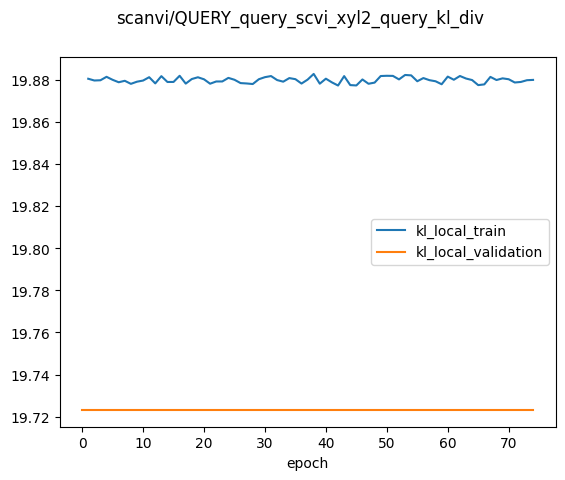 scanvi/QUERY_query_scvi_xyl2_query_kl_div
19.88
19.86
19.84
19.82
19.80
19.78
19.76
19.74
19.72
kl_local_train
kl_local_validation
0 10 20 30 40 50 60 70
epoch